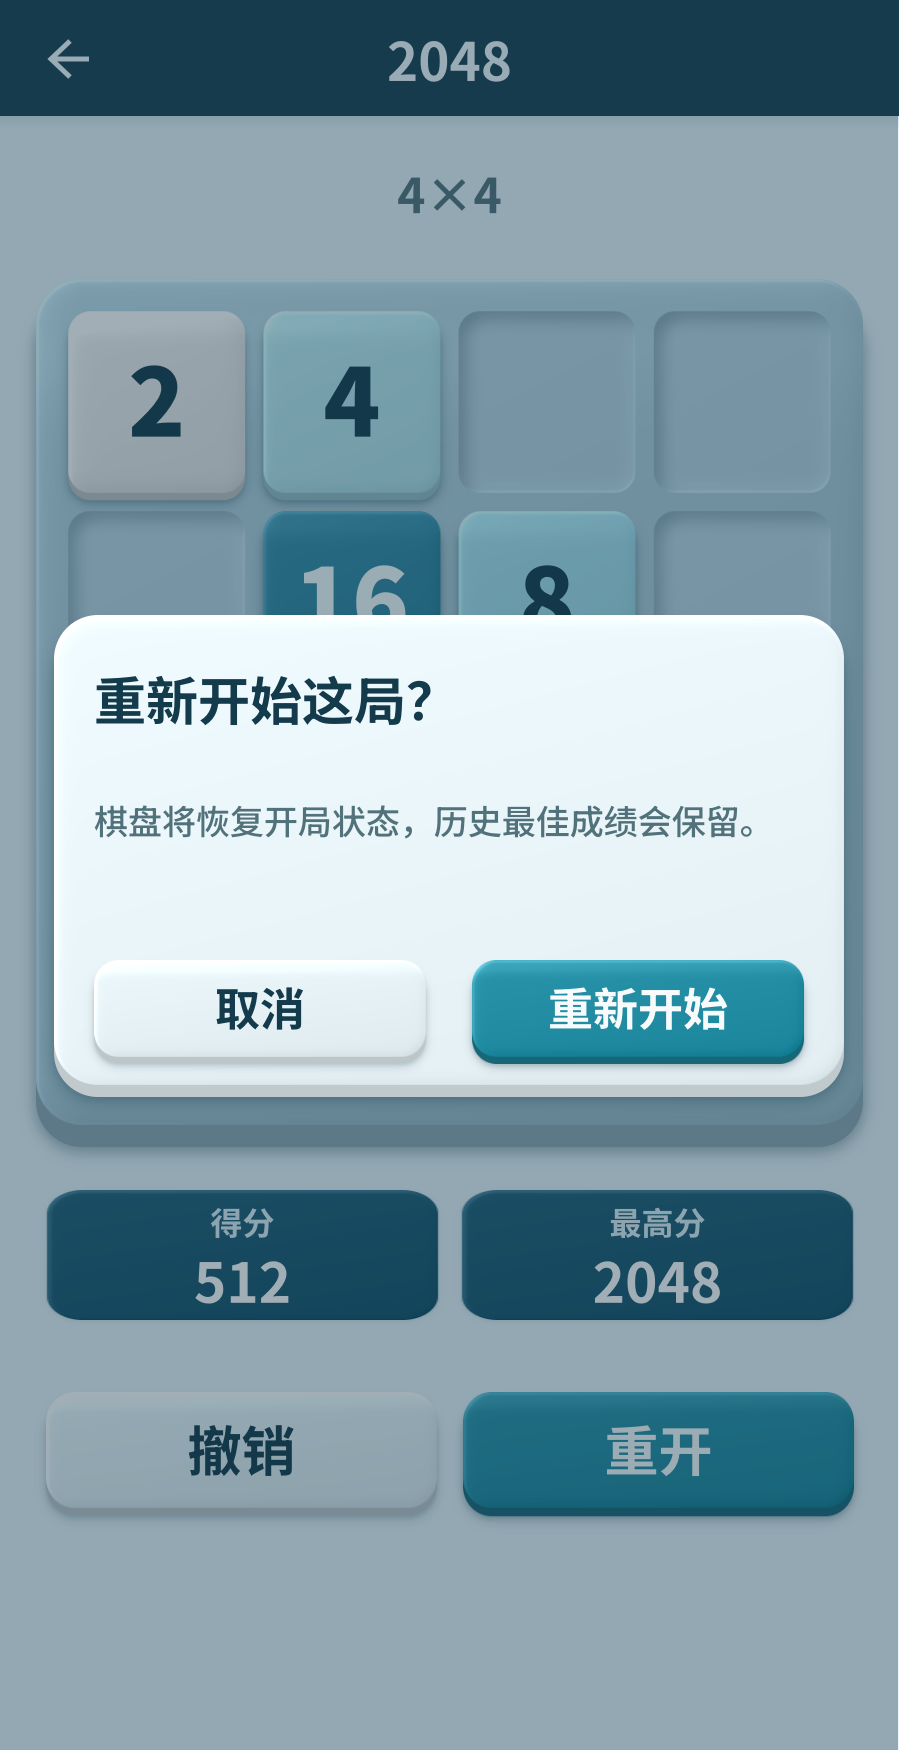 2048
4×4
2
4
16
8
重新开始这局？
棋盘将恢复开局状态，历史最佳成绩会保留。
取消
重新开始
得分
512
最高分
2048
撤销
重开